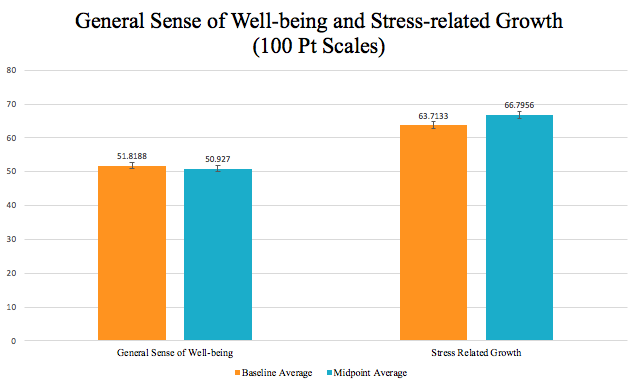 General Sense of Well-being and Stress-related Growth
(100 Pt Scales)
80
70
60
50
40
30
20
10
0
51.8188
50.927
63.7133
66.7956
General Sense of Well-being
Stress Related Growth
Baseline Average
Midpoint Average